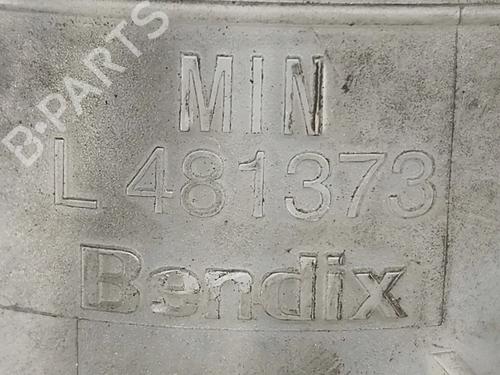 B-PARTS
MIN
L 481373
Bendix